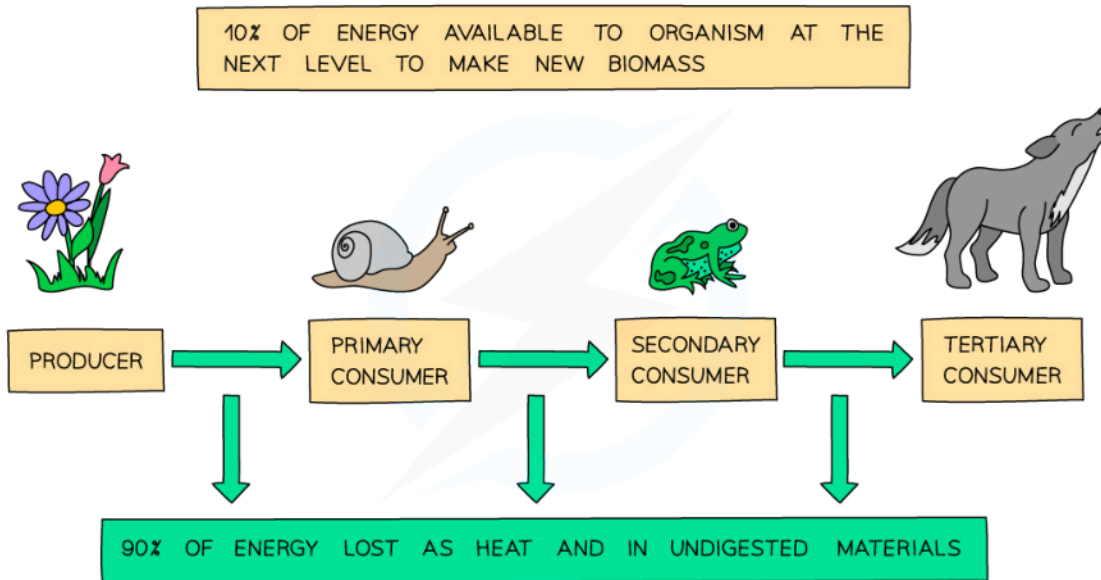 10% OF ENERGY AVAILABLE TO ORGANISM AT THE
NEXT LEVEL TO MAKE NEW BIOMASS
PRODUCER
PRIMARY
CONSUMER
SECONDARY
CONSUMER
TERTIARY
CONSUMER
90% OF ENERGY LOST AS HEAT AND IN UNDIGESTED MATERIALS